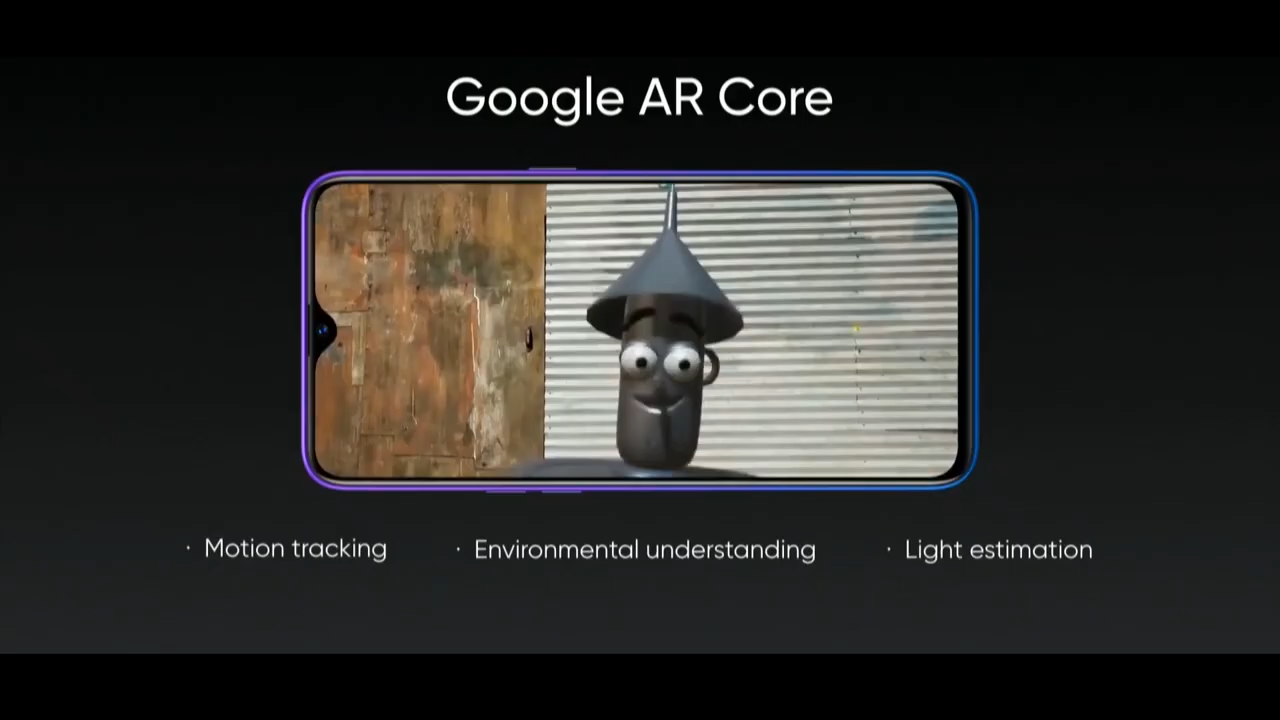 Google AR Core
· Motion tracking · Environmental understanding · Light estimation